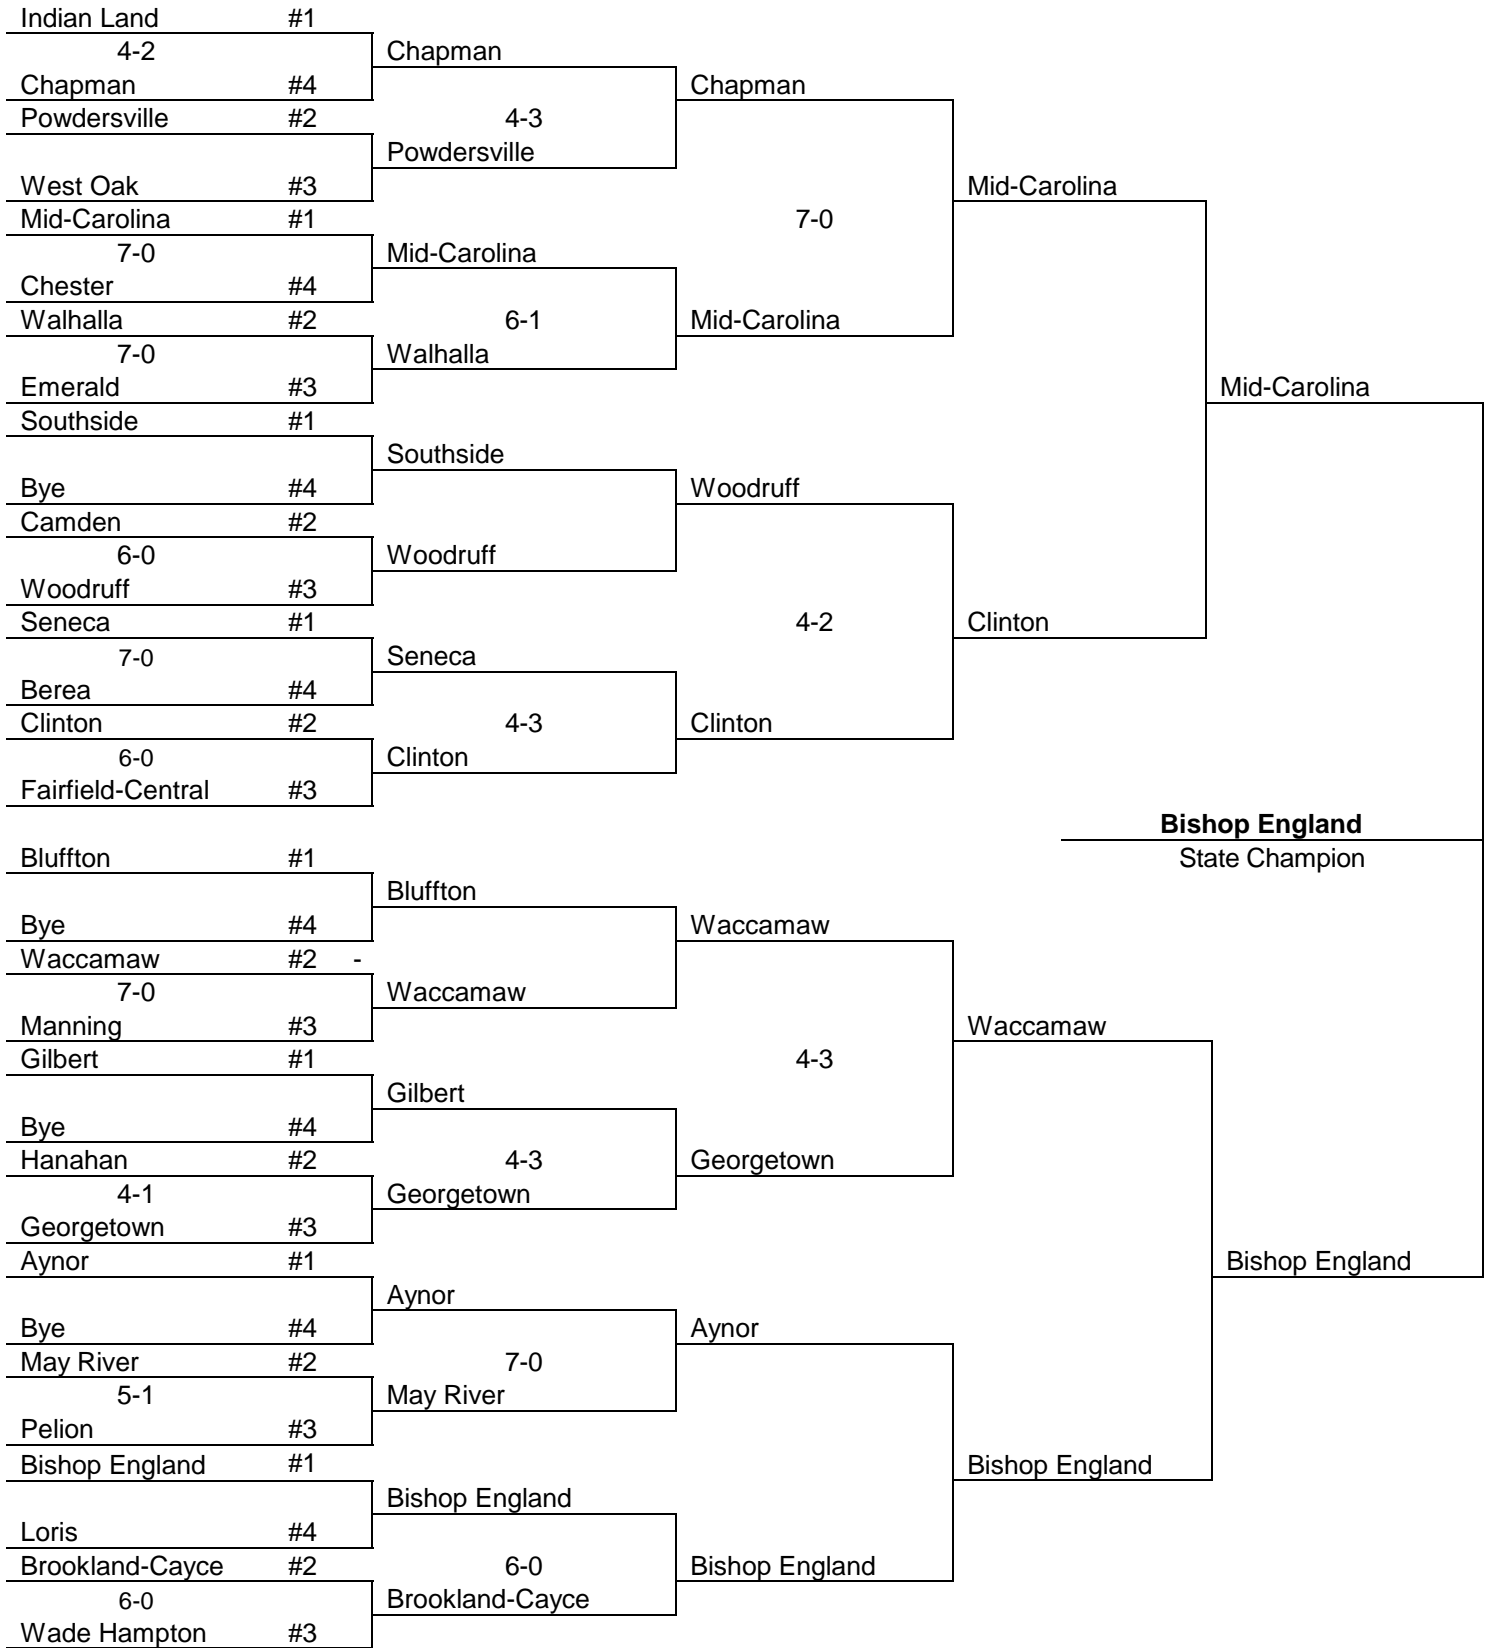 Indian Land #1
4-2 Chapman
Chapman #4 Chapman
Powdersville #2 4-3
Powdersville
West Oak #3 Mid-Carolina
Mid-Carolina #1 7-0
7-0 Mid-Carolina
Chester #4
Walhalla #2 6-1 Mid-Carolina
7-0 Walhalla
Emerald #3 Mid-Carolina
Southside #1
Southside
Bye #4 Woodruff
Camden #2
6-0 Woodruff
Woodruff #3
Seneca #1 4-2 Clinton
7-0 Seneca
Berea #4
Clinton #2 4-3 Clinton
6-0 Clinton
Fairfield-Central #3
Bishop England
Bluffton #1 State Champion
Bluffton
Bye #4 Waccamaw
Waccamaw #2 -
7-0 Waccamaw
Manning #3 Waccamaw
Gilbert #1 4-3
Gilbert
Bye #4
Hanahan #2 4-3 Georgetown
4-1 Georgetown
Georgetown #3
Aynor #1 Bishop England
Aynor
Bye #4 Aynor
May River #2 7-0
5-1 May River
Pelion #3
Bishop England #1 Bishop England
Bishop England
Loris #4
Brookland-Cayce #2 6-0 Bishop England
6-0 Brookland-Cayce
Wade Hampton #3